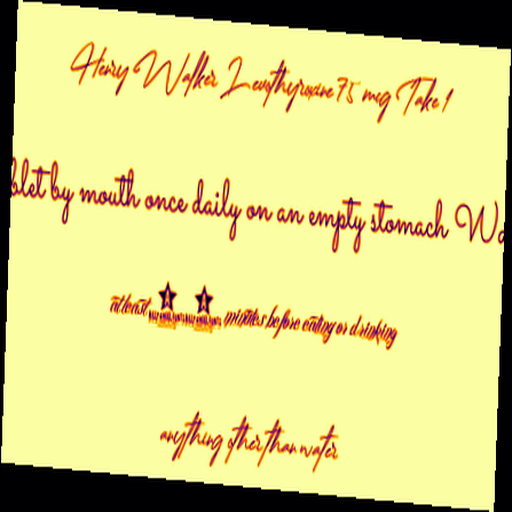 Henry Walker Levothyroxine 75 mcg Take 1
blet by mouth once daily on an empty stomach Wa
at least minutes before eating or drinking
anything other than water